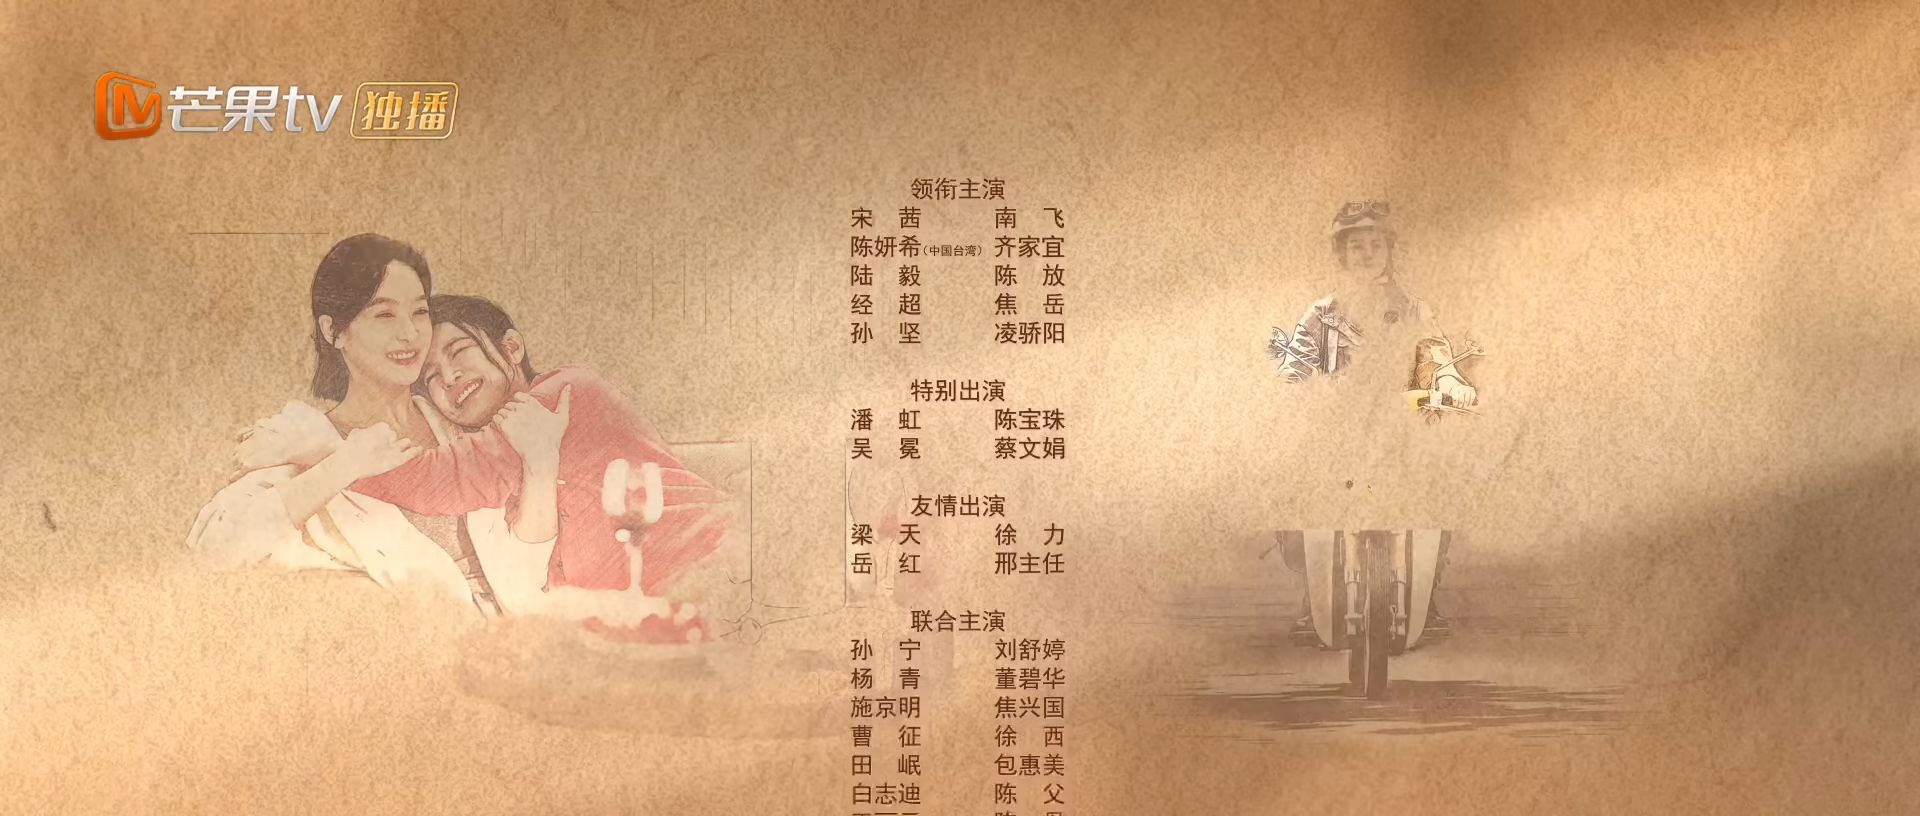 芒果tv 独播
领衔主演
宋茜 南飞
陈妍希(中国台湾) 齐家宜
陆毅 陈放
经超 焦岳
孙坚 凌骄阳
特别出演
潘虹 陈宝珠
吴冕 蔡文娟
友情出演
梁天 徐力
岳红 邢主任
联合主演
孙宁 刘舒婷
杨青 董碧华
施京明 焦兴国
曹征 徐西
田岷 包惠美
白志迪 陈父